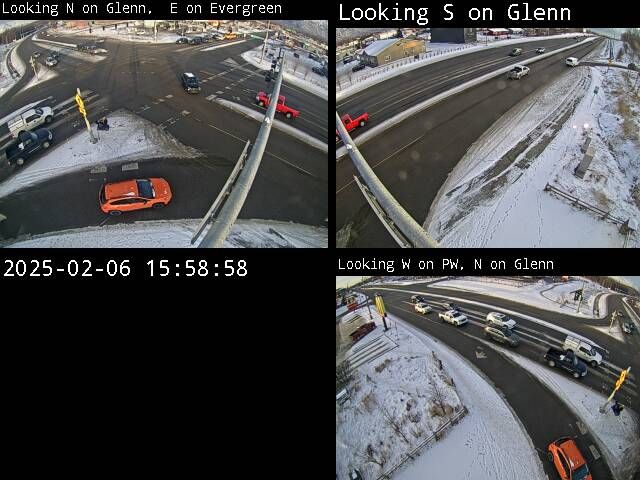 Looking N on Glenn,  E on Evergreen
Looking S on Glenn
2025-02-06 15:58:58
Looking W on PW, N on Glenn